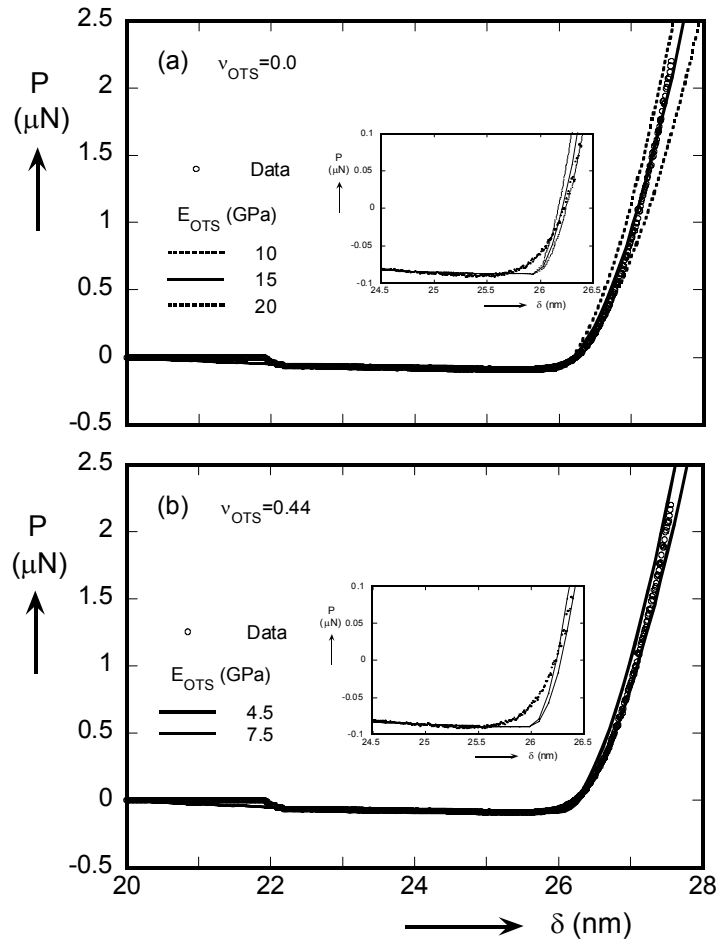 2.5
(a) νOTS=0.0
P
(μN)
2
1.5
1
0.5
0
-0.5
Data
EOTS (GPa)
10
15
20
0.1
P
(μN)
0.05
0
-0.05
-0.1
24.5 25 25.5 26 26.5
δ (nm)
2.5
(b) νOTS=0.44
P
(μN)
2
1.5
1
0.5
0
-0.5
Data
EOTS (GPa)
4.5
7.5
0.1
P
(μN)
0.05
0
-0.05
-0.1
24.5 25 25.5 26 26.5
δ (nm)
20 22 24 26 28
δ (nm)